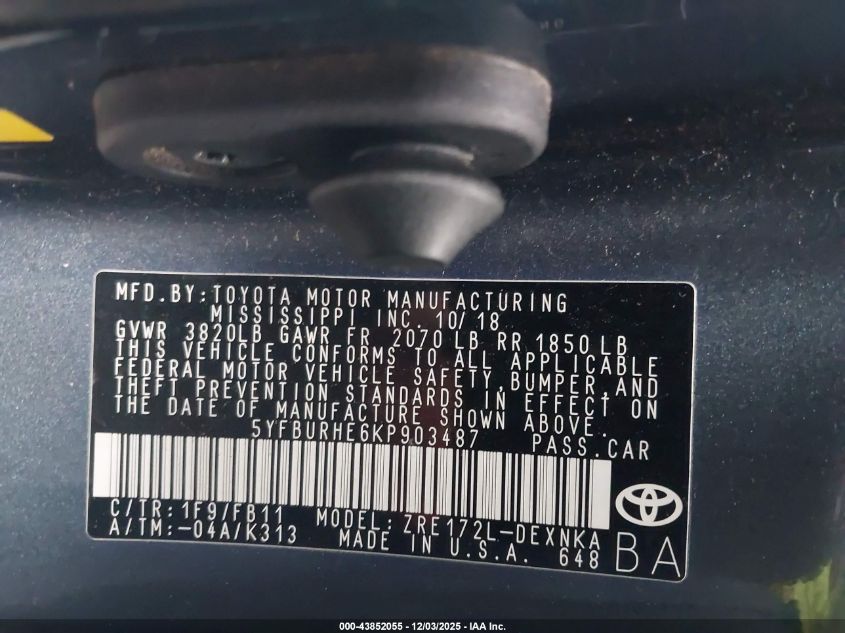 MFD.BY:TOYOTA MOTOR MANUFACTURING
MISSISSIPPI INC. 10/18
GVWR 3820LB GAWR FR 2070 LB RR 1850 LB
THIS VEHICLE CONFORMS TO ALL APPLICABLE
FEDERAL MOTOR VEHICLE SAFETY,BUMPER,AND
THEFT PREVENTION STANDARDS IN EFFECT ON
THE DATE OF MANUFACTURE SHOWN ABOVE.
5YFBURHE6KP903487 PASS.CAR
C/TR:1F9/FB11 MODEL:ZRE172L-DEXNKA
A/TM:-04A/K313 MADE IN U.S.A. 648
BA
000-43852055 - 12/03/2025 - IAA Inc.